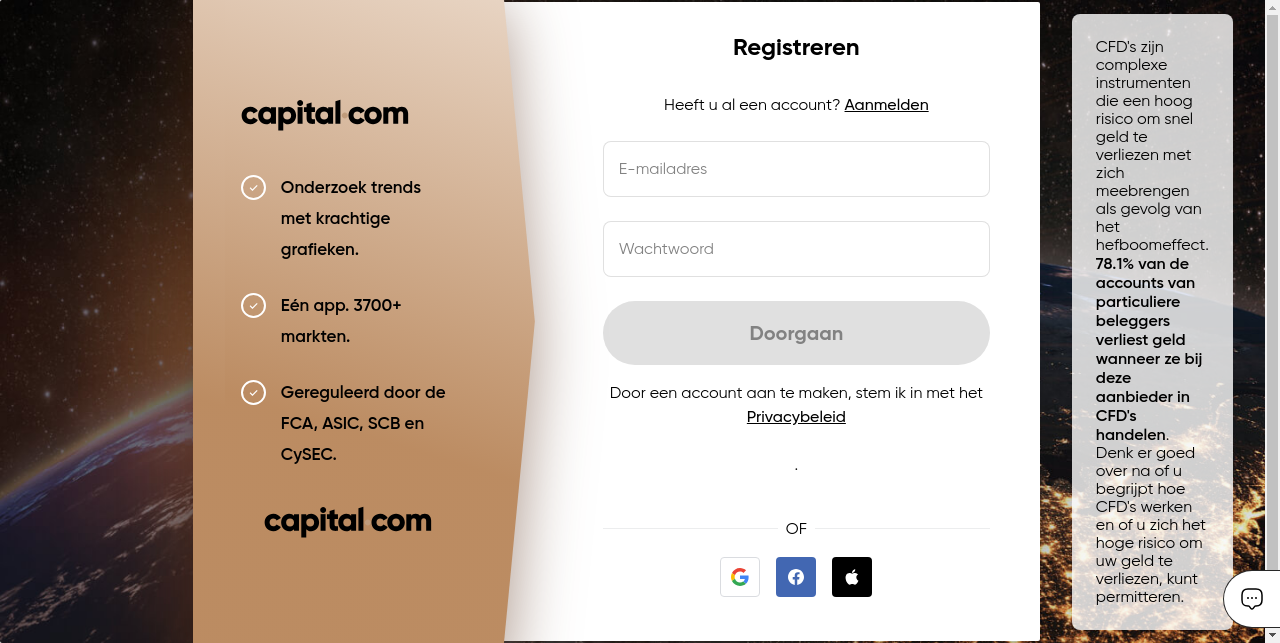 capital.com
Onderzoek trends
met krachtige
grafieken.
Eén app. 3700+
markten.
Gereguleerd door de
FCA, ASIC, SCB en
CySEC.
capital com
Registreren
Heeft u al een account? Aanmelden
E-mailadres
Wachtwoord
Doorgaan
Door een account aan te maken, stem ik in met het
Privacybeleid
.
OF
CFD's zijn
complexe
instrumenten
die een hoog
risico om snel
geld te
verliezen met
zich
meebrengen
als gevolg van
het
hefboomeffect.
78.1% van de
accounts van
particuliere
beleggers
verliest geld
wanneer ze bij
deze
aanbieder in
CFD's
handelen.
Denk er goed
over na of u
begrijpt hoe
CFD's werken
en of u zich het
hoge risico om
uw geld te
verliezen, kunt
permitteren.